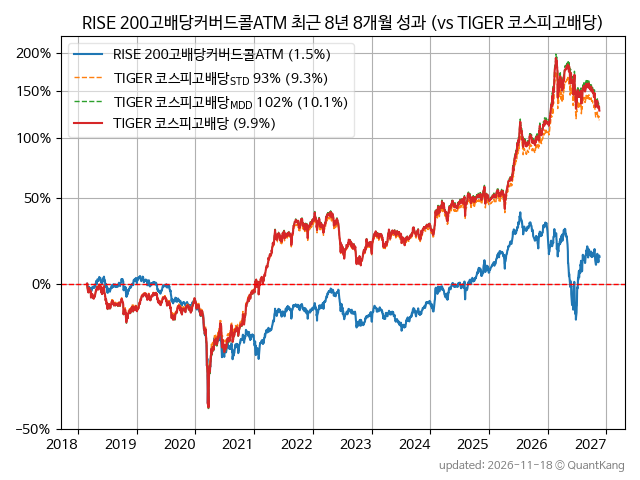 RISE 200고배당커버드콜ATM 최근 8년 8개월 성과 (vs TIGER 코스피고배당)
RISE 200고배당커버드콜ATM (1.5%)
TIGER 코스피고배당STD 93% (9.3%)
TIGER 코스피고배당MDD 102% (10.1%)
TIGER 코스피고배당 (9.9%)
200%
150%
100%
50%
0%
−50%
2018 2019 2020 2021 2022 2023 2024 2025 2026 2027
updated: 2026-11-18 © QuantKang